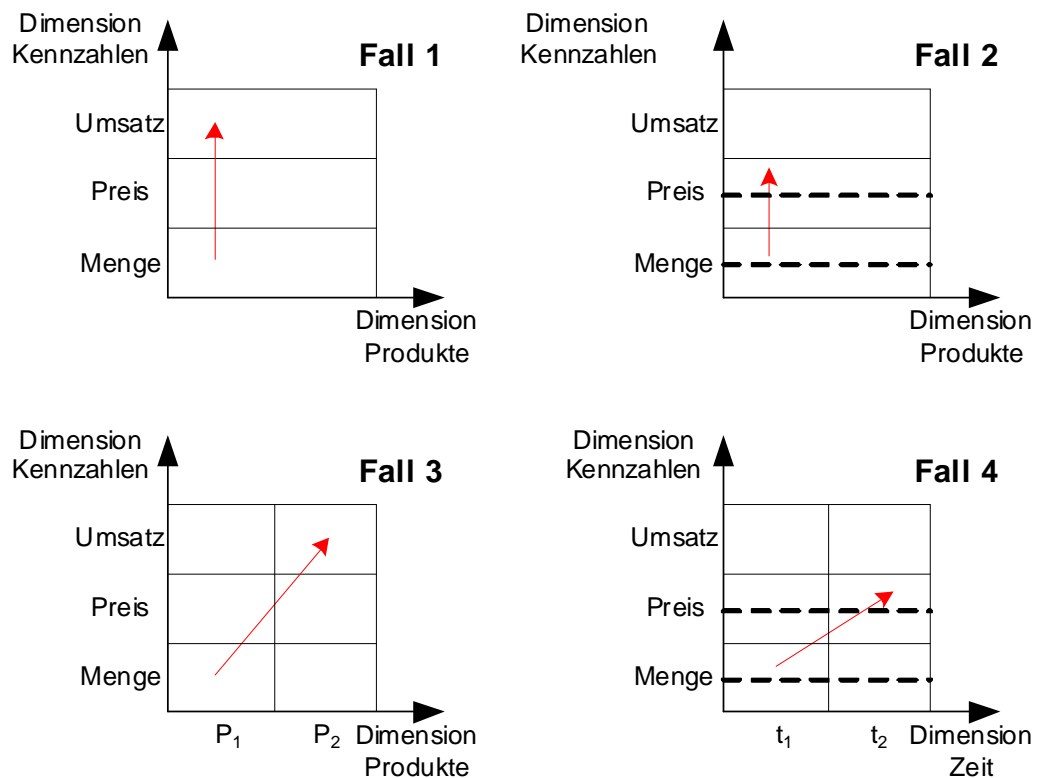 Dimension
Kennzahlen
Fall 1
Umsatz
Preis
Menge
Dimension
Produkte
Dimension
Kennzahlen
Fall 2
Umsatz
Preis
Menge
Dimension
Produkte
Dimension
Kennzahlen
Fall 3
Umsatz
Preis
Menge
P₁ P₂ Dimension
Produkte
Dimension
Kennzahlen
Fall 4
Umsatz
Preis
Menge
t₁ t₂ Dimension
Zeit